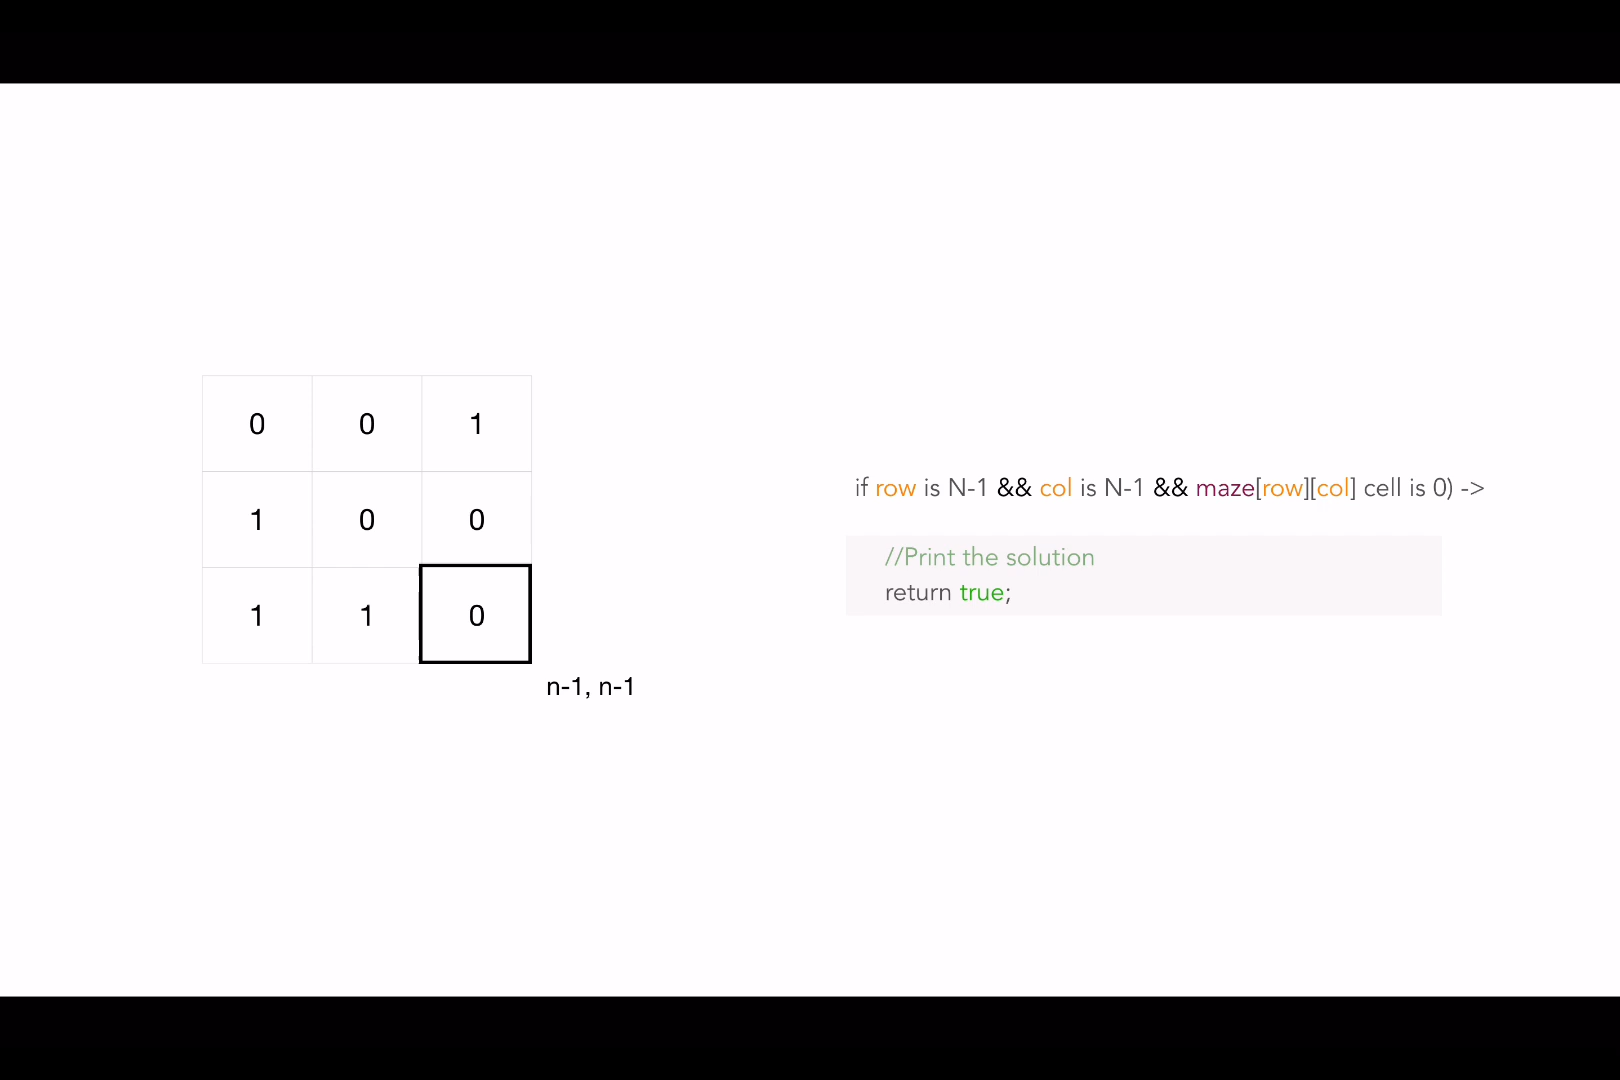 0 0 1
1 0 0
1 1 0
n-1, n-1
if row is N-1 && col is N-1 && maze[row][col] cell is 0) ->
//Print the solution
return true;